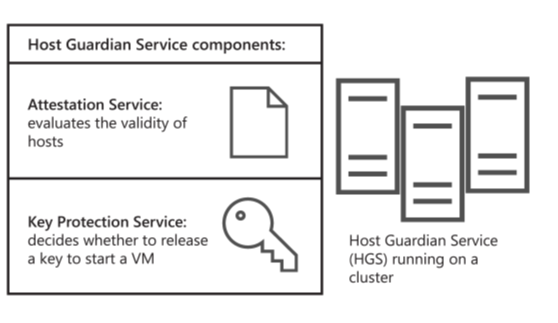 Host Guardian Service components:
Attestation Service:
evaluates the validity of
hosts
Key Protection Service:
decides whether to release
a key to start a VM
Host Guardian Service
(HGS) running on a
cluster